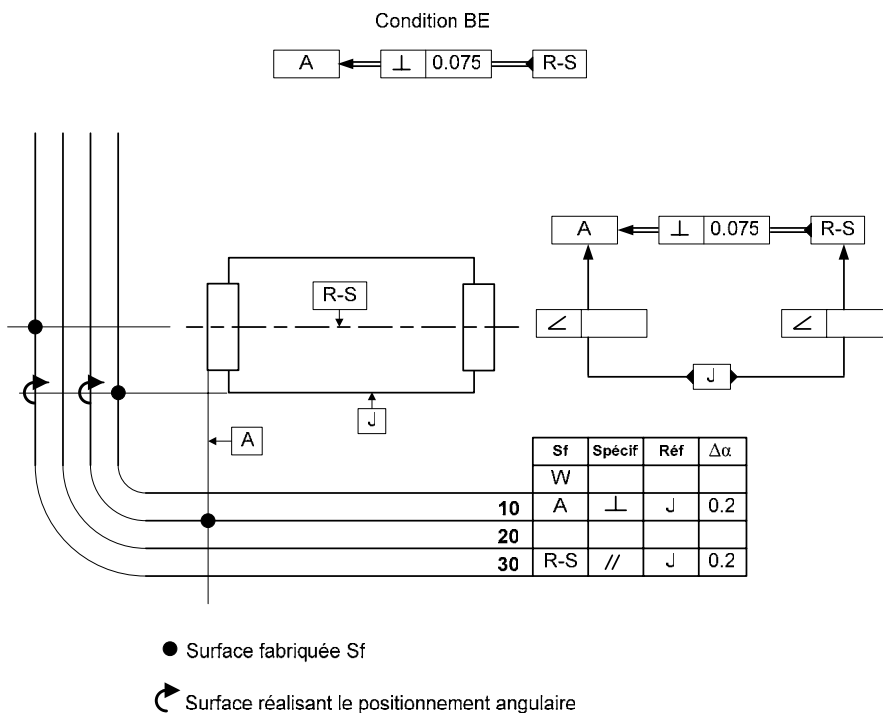 Condition BE
A ⊥ 0.075 R-S
A ⊥ 0.075 R-S
R-S
∠ ∠
J
J
A
Sf Spécif Réf Δα
W
10 A ⊥ J 0.2
20
30 R-S // J 0.2
Surface fabriquée Sf
Surface réalisant le positionnement angulaire